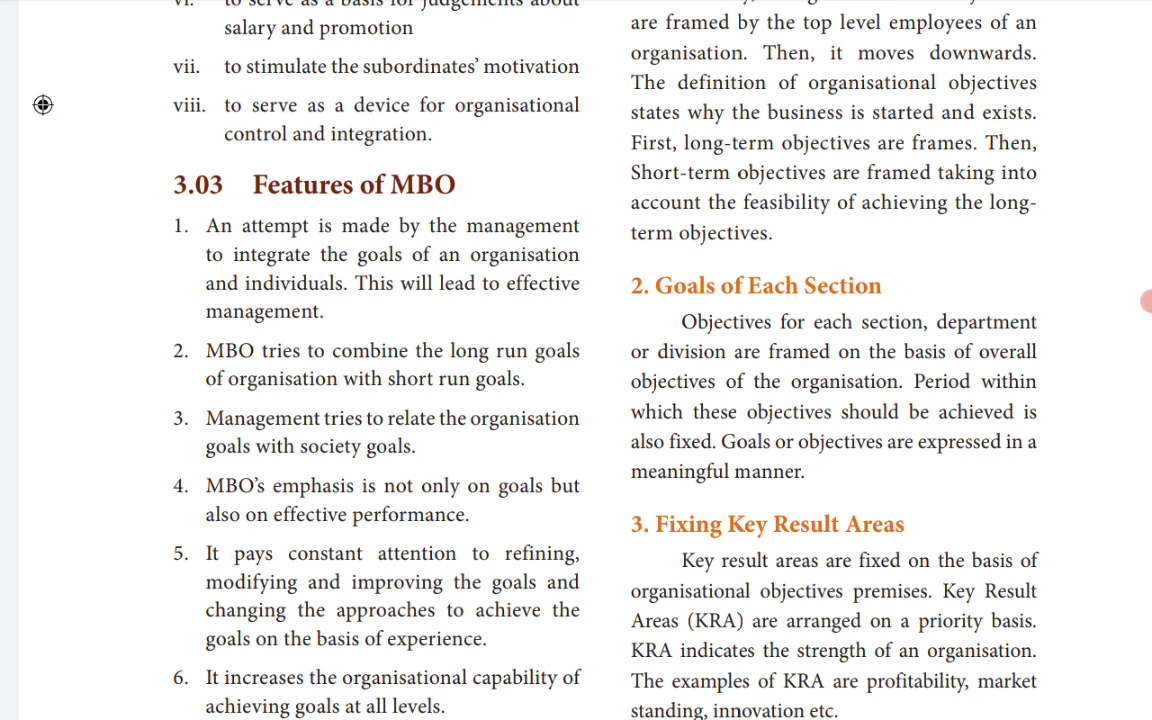 vi. to serve as a basis for judgements about
salary and promotion
vii. to stimulate the subordinates’ motivation
viii. to serve as a device for organisational
control and integration.
3.03 Features of MBO
1. An attempt is made by the management
to integrate the goals of an organisation
and individuals. This will lead to effective
management.
2. MBO tries to combine the long run goals
of organisation with short run goals.
3. Management tries to relate the organisation
goals with society goals.
4. MBO’s emphasis is not only on goals but
also on effective performance.
5. It pays constant attention to refining,
modifying and improving the goals and
changing the approaches to achieve the
goals on the basis of experience.
6. It increases the organisational capability of
achieving goals at all levels.
are framed by the top level employees of an
organisation. Then, it moves downwards.
The definition of organisational objectives
states why the business is started and exists.
First, long-term objectives are frames. Then,
Short-term objectives are framed taking into
account the feasibility of achieving the long-
term objectives.
2. Goals of Each Section
Objectives for each section, department
or division are framed on the basis of overall
objectives of the organisation. Period within
which these objectives should be achieved is
also fixed. Goals or objectives are expressed in a
meaningful manner.
3. Fixing Key Result Areas
Key result areas are fixed on the basis of
organisational objectives premises. Key Result
Areas (KRA) are arranged on a priority basis.
KRA indicates the strength of an organisation.
The examples of KRA are profitability, market
standing, innovation etc.